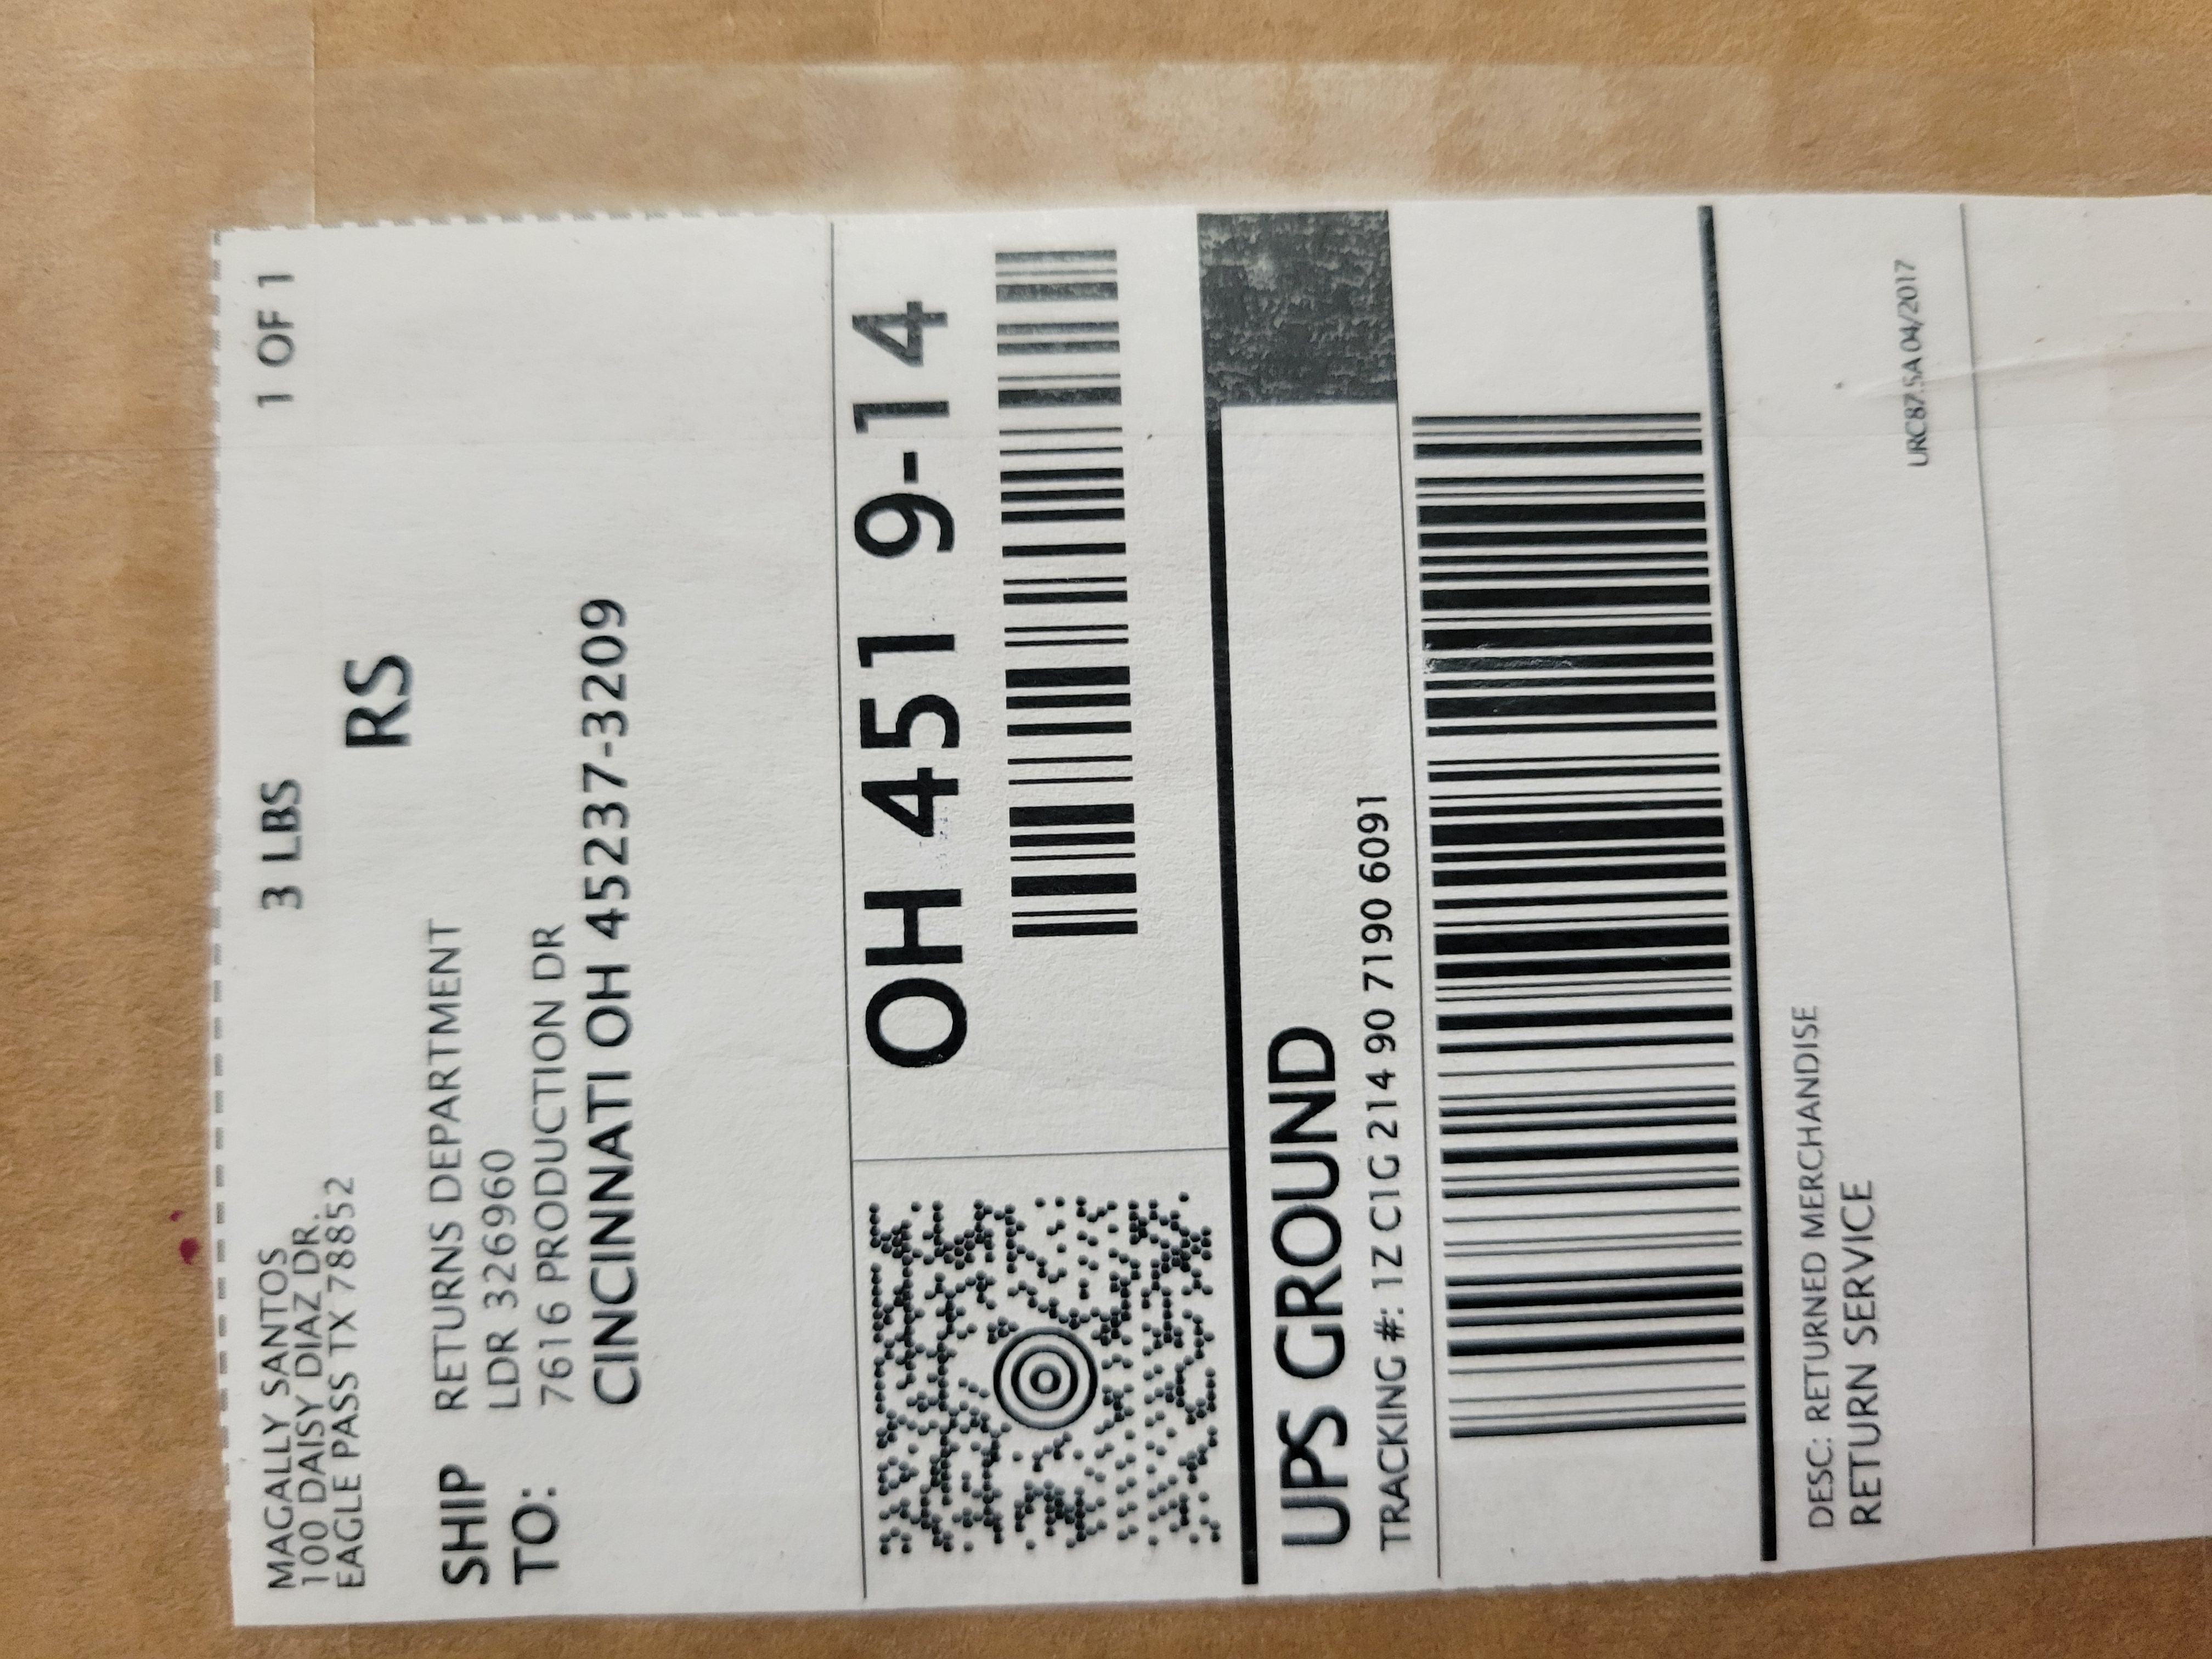 MAGALLY SANTOS
100 DAISY DIAZ DR.
EAGLE PASS TX 78852
3 LBS
1 OF 1
RS
SHIP TO:
RETURNS DEPARTMENT
LDR 3269960
7616 PRODUCTION DR
CINCINNATI OH 45237-3209
OH 451 9-14
UPS GROUND
TRACKING #: 1Z C1G 214 90 7190 6091
DESC: RETURNED MERCHANDISE
RETURN SERVICE
URC87.5A 04/2017